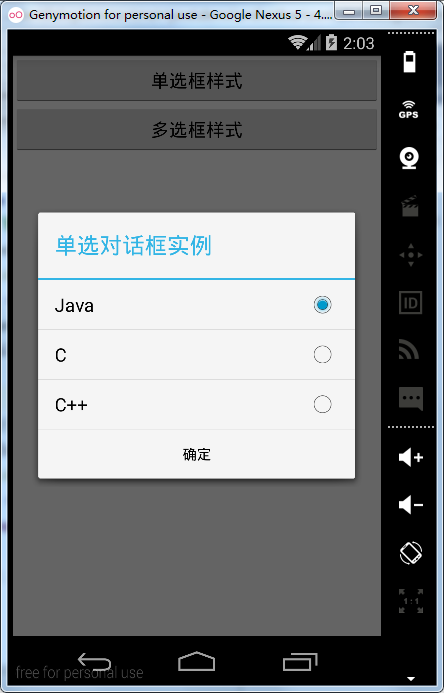 Genymotion for personal use - Google Nexus 5 - 4....
2:03
单选框样式
多选框样式
GPS
单选对话框实例
Java
ID
C
C++
确定
1:1
free for personal use